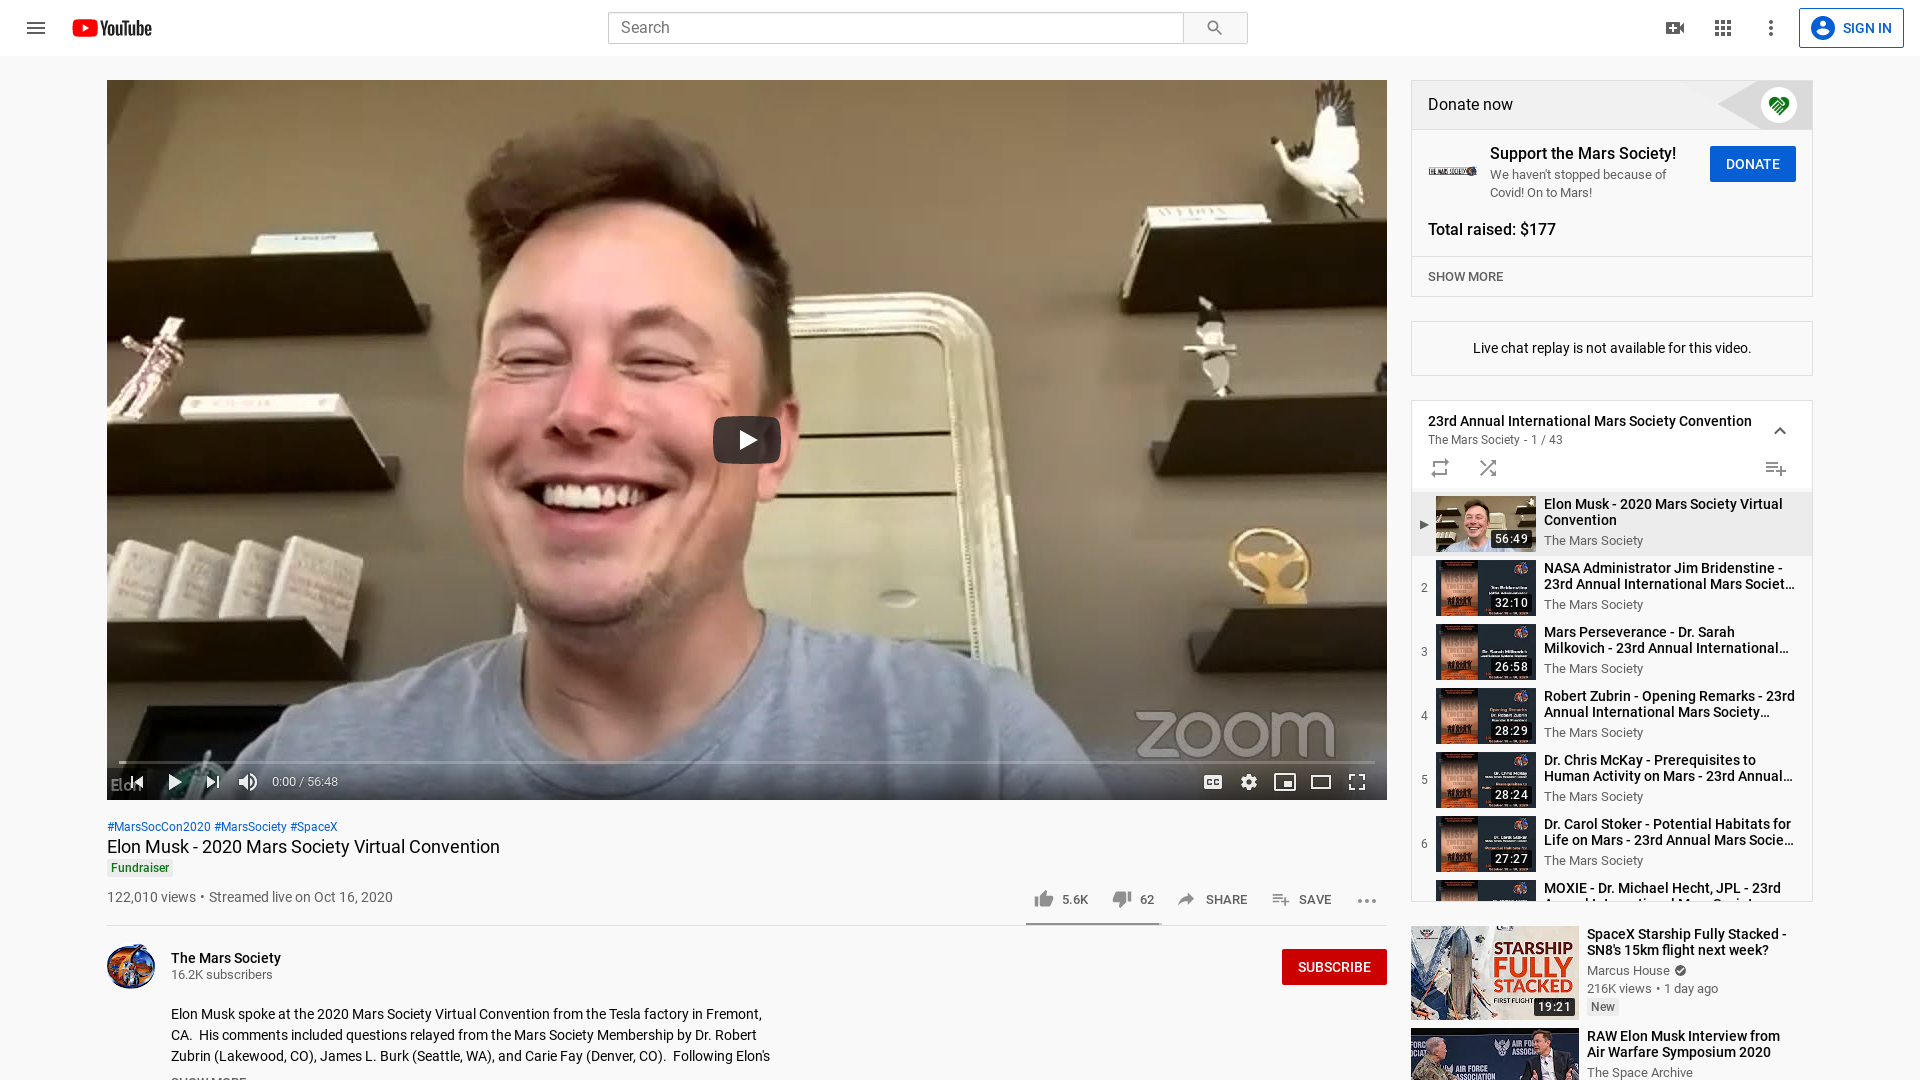 YouTube
Search
SIGN IN
zoom
Elon
0:00 / 56:48
#MarsSocCon2020 #MarsSociety #SpaceX
Elon Musk - 2020 Mars Society Virtual Convention
Fundraiser
122,010 views • Streamed live on Oct 16, 2020
5.6K
62
SHARE
SAVE
The Mars Society
16.2K subscribers
SUBSCRIBE
Elon Musk spoke at the 2020 Mars Society Virtual Convention from the Tesla factory in Fremont,
CA. His comments included questions relayed from the Mars Society Membership by Dr. Robert
Zubrin (Lakewood, CO), James L. Burk (Seattle, WA), and Carie Fay (Denver, CO). Following Elon's
SHOW MORE
Donate now
THE MARS SOCIETY
Support the Mars Society!
We haven't stopped because of
Covid! On to Mars!
DONATE
Total raised: $177
SHOW MORE
Live chat replay is not available for this video.
23rd Annual International Mars Society Convention
The Mars Society - 1 / 43
56:49
Elon Musk - 2020 Mars Society Virtual
Convention
The Mars Society
2
32:10
NASA Administrator Jim Bridenstine -
23rd Annual International Mars Societ...
The Mars Society
3
26:58
Mars Perseverance - Dr. Sarah
Milkovich - 23rd Annual International...
The Mars Society
4
28:29
Robert Zubrin - Opening Remarks - 23rd
Annual International Mars Society...
The Mars Society
5
28:24
Dr. Chris McKay - Prerequisites to
Human Activity on Mars - 23rd Annual...
The Mars Society
6
27:27
Dr. Carol Stoker - Potential Habitats for
Life on Mars - 23rd Annual Mars Socie...
The Mars Society
MOXIE - Dr. Michael Hecht, JPL - 23rd
STARSHIP
FULLY
STACKED
FIRST FLIGHT
19:21
SpaceX Starship Fully Stacked -
SN8's 15km flight next week?
Marcus House
216K views • 1 day ago
New
AIR FORCE
ASSOCIATION
RAW Elon Musk Interview from
Air Warfare Symposium 2020
The Space Archive